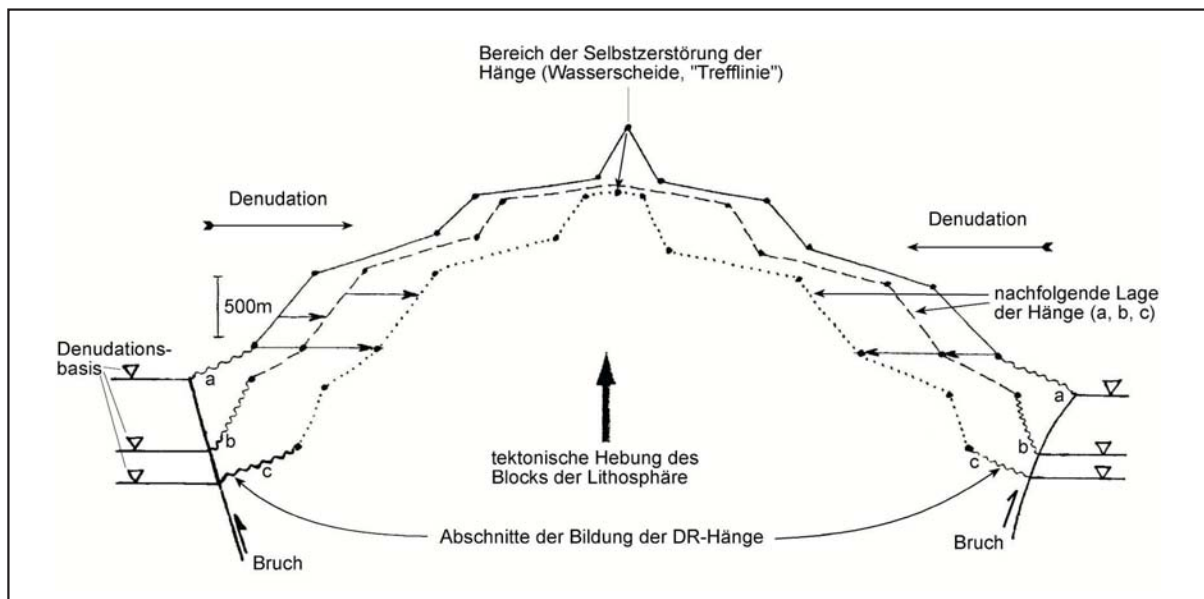 Bereich der Selbstzerstörung der
Hänge (Wasserscheide, "Trefflinie")
Denudation
Denudation
500m
nachfolgende Lage
der Hänge (a, b, c)
Denudations-
basis
a
a
b
b
c
c
tektonische Hebung des
Blocks der Lithosphäre
Abschnitte der Bildung der DR-Hänge
Bruch
Bruch